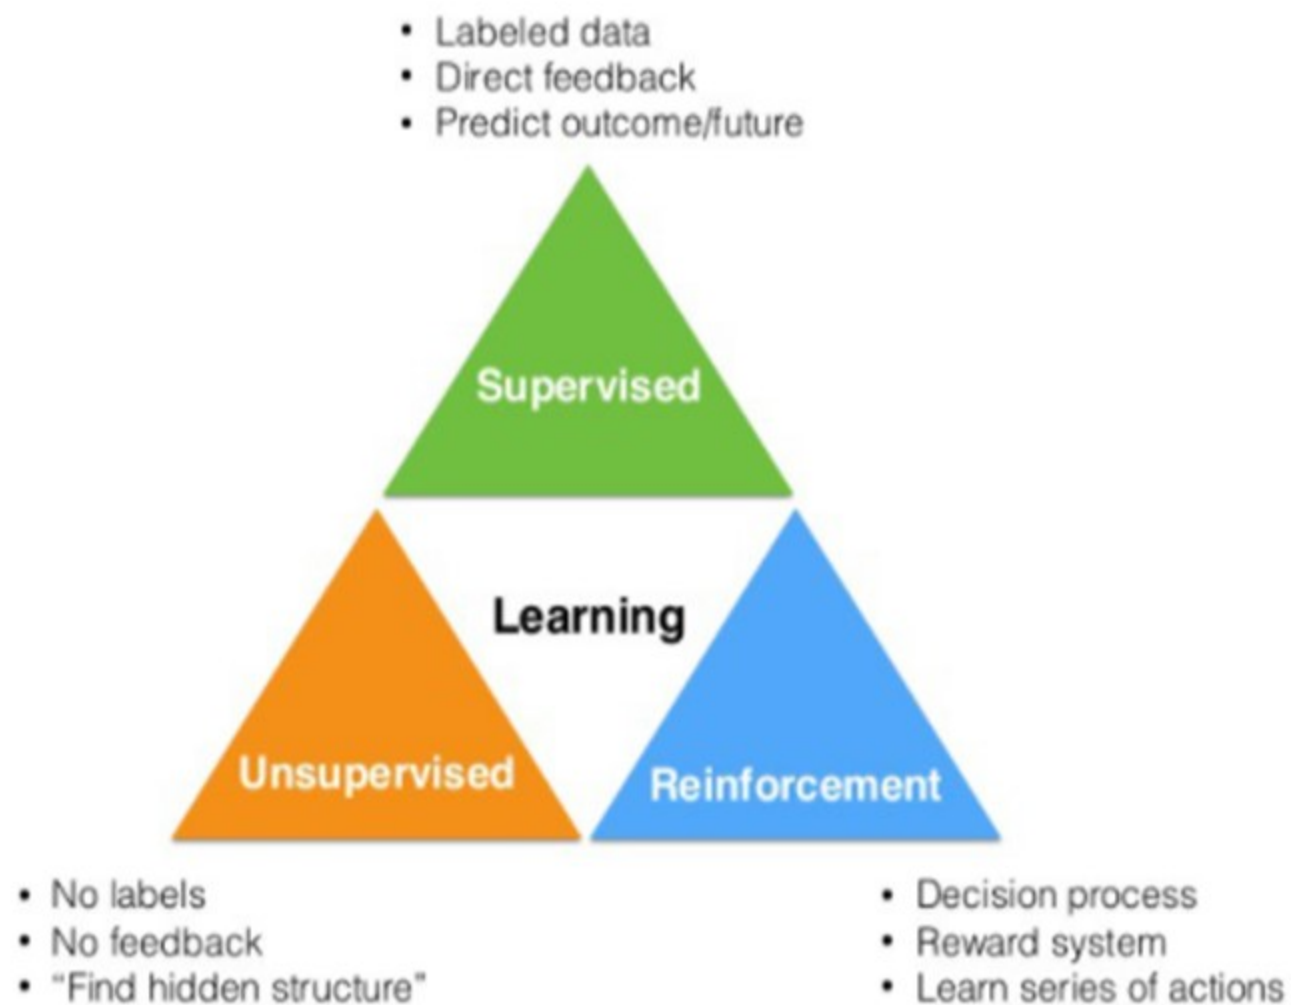 • Labeled data
• Direct feedback
• Predict outcome/future
Supervised
Learning
Unsupervised
Reinforcement
• No labels
• No feedback
• “Find hidden structure”
• Decision process
• Reward system
• Learn series of actions